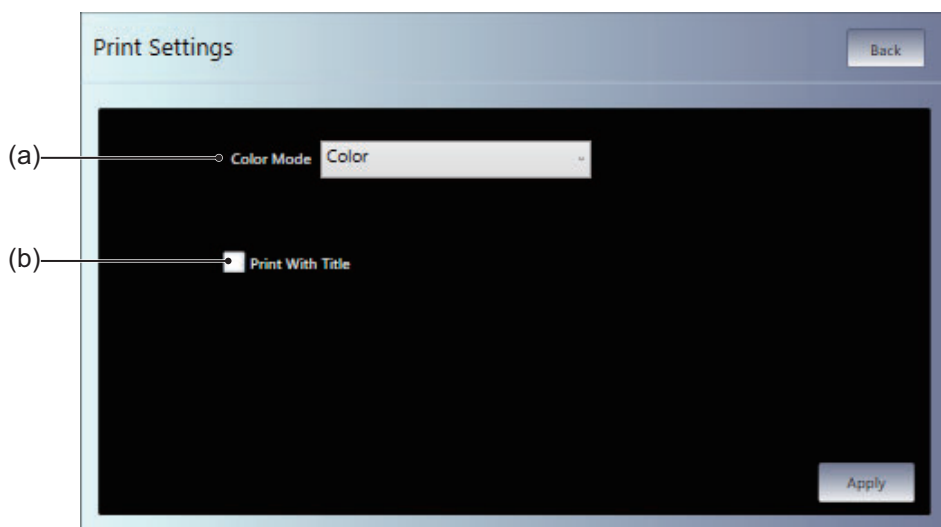 Print Settings
Back
(a)
Color Mode
Color
(b)
Print With Title
Apply